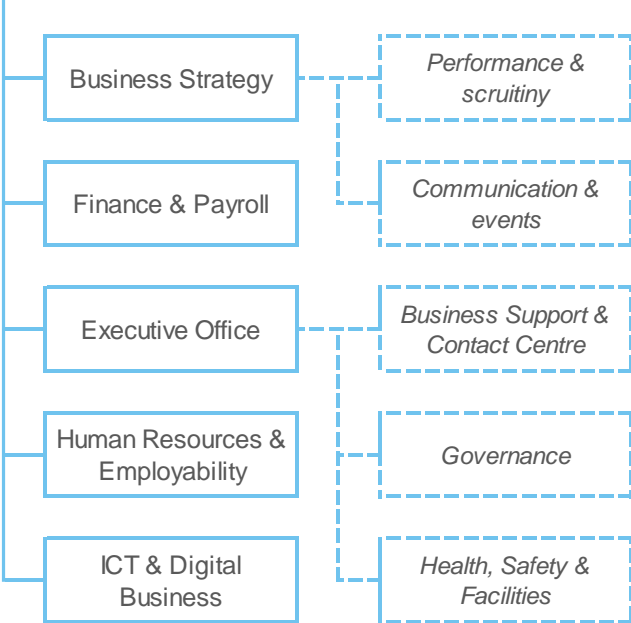 Business Strategy
Performance &
scruitiny
Finance & Payroll
Communication &
events
Executive Office
Business Support &
Contact Centre
Human Resources &
Employability
Governance
ICT & Digital
Business
Health, Safety &
Facilities